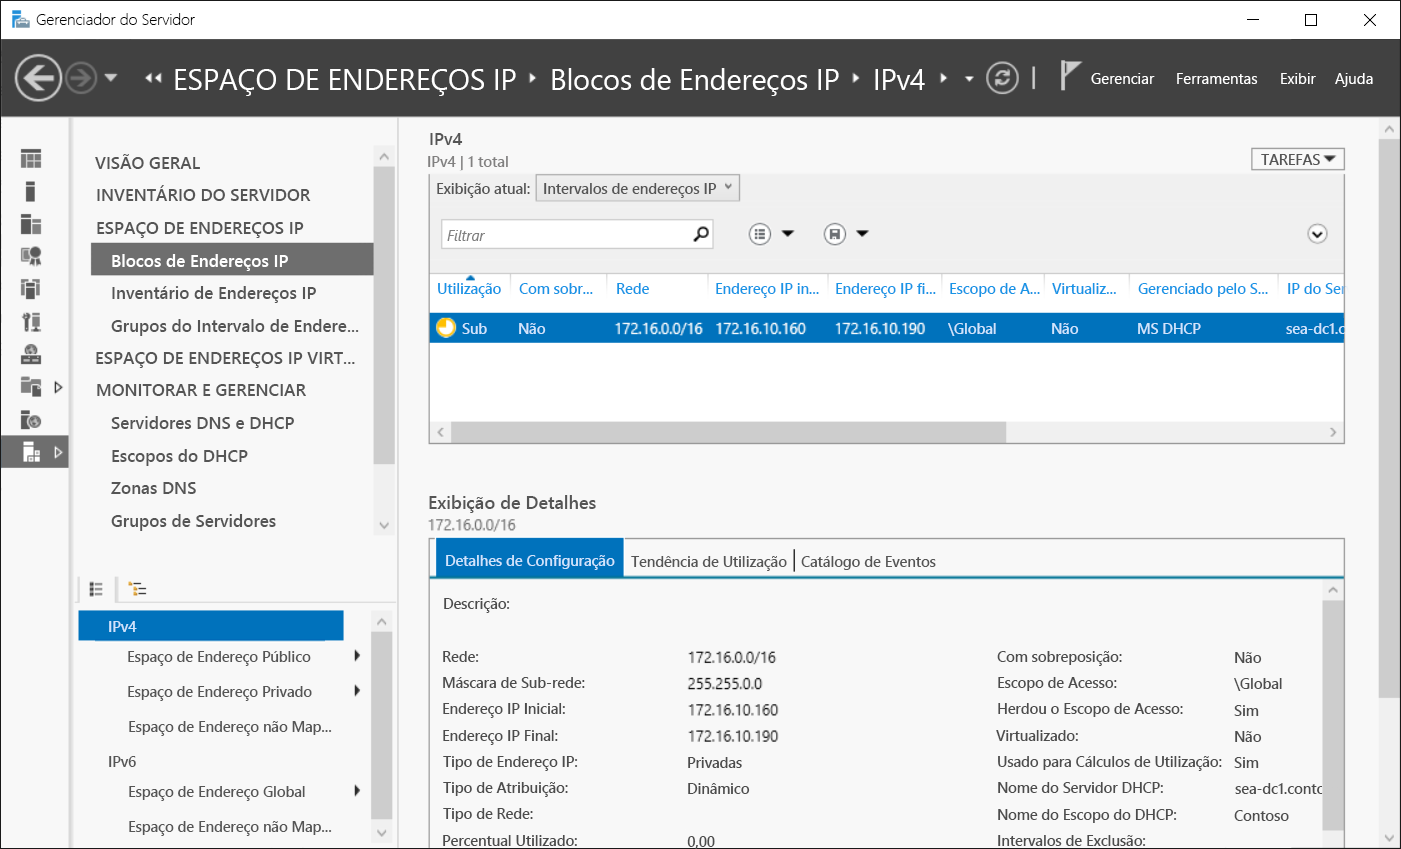 Gerenciador do Servidor
ESPAÇO DE ENDEREÇOS IP Blocos de Endereços IP IPv4
Gerenciar Ferramentas Exibir Ajuda
VISÃO GERAL
INVENTÁRIO DO SERVIDOR
ESPAÇO DE ENDEREÇOS IP
Blocos de Endereços IP
Inventário de Endereços IP
Grupos do Intervalo de Endere...
ESPAÇO DE ENDEREÇOS IP VIRT...
MONITORAR E GERENCIAR
Servidores DNS e DHCP
Escopos do DHCP
Zonas DNS
Grupos de Servidores
IPv4
Espaço de Endereço Público
Espaço de Endereço Privado
Espaço de Endereço não Map...
IPv6
Espaço de Endereço Global
Espaço de Endereço não Map...
IPv4
IPv4 | 1 total
TAREFAS
Exibição atual: Intervalos de endereços IP
Filtrar
Utilização Com sobr... Rede Endereço IP in... Endereço IP fi... Escopo de A... Virtualiz... Gerenciado pelo S... IP do Ser
Sub Não 172.16.0.0/16 172.16.10.160 172.16.10.190 \Global Não MS DHCP sea-dc1.c
Exibição de Detalhes
172.16.0.0/16
Detalhes de Configuração Tendência de Utilização Catálogo de Eventos
Descrição:
Rede: 172.16.0.0/16 Com sobreposição: Não
Máscara de Sub-rede: 255.255.0.0 Escopo de Acesso: \Global
Endereço IP Inicial: 172.16.10.160 Herdou o Escopo de Acesso: Sim
Endereço IP Final: 172.16.10.190 Virtualizado: Não
Tipo de Endereço IP: Privadas Usado para Cálculos de Utilização: Sim
Tipo de Atribuição: Dinâmico Nome do Servidor DHCP: sea-dc1.contc
Tipo de Rede: Nome do Escopo do DHCP: Contoso
Percentual Utilizado: 0,00 Intervalos de Exclusão: